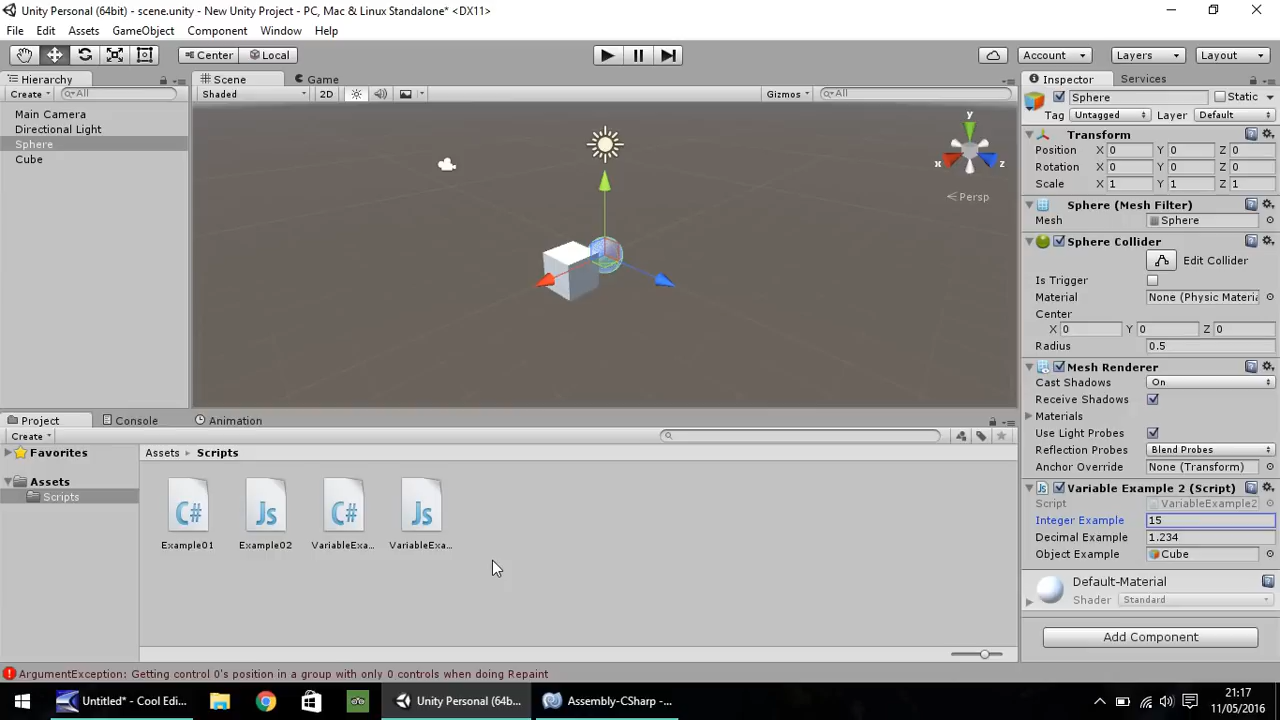 Unity Personal (64bit) - scene.unity - New Unity Project - PC, Mac & Linux Standalone* <DX11>
File Edit Assets GameObject Component Window Help
Center Local Account Layers Layout
Hierarchy Scene Game Inspector Services
Create All Shaded 2D Gizmos All Sphere Static
Main Camera
Directional Light
Sphere
Cube
y
x
z
Persp
Tag Untagged Layer Default
Transform
Position X 0 Y 0 Z 0
Rotation X 0 Y 0 Z 0
Scale X 1 Y 1 Z 1
Sphere (Mesh Filter)
Mesh Sphere
Sphere Collider
Edit Collider
Is Trigger
Material None (Physic Materia
Center
X 0 Y 0 Z 0
Radius 0.5
Mesh Renderer
Cast Shadows On
Receive Shadows
Materials
Use Light Probes
Reflection Probes Blend Probes
Anchor Override None (Transform)
Variable Example 2 (Script)
Script VariableExample2
Integer Example 15
Decimal Example 1.234
Object Example Cube
Default-Material
Shader Standard
Add Component
Project Console Animation
Create
Favorites
Assets
Scripts
Assets Scripts
C# Js C# Js
Example01 Example02 VariableExa... VariableExa...
ArgumentException: Getting control 0's position in a group with only 0 controls when doing Repaint
Untitled* - Cool Edi... Unity Personal (64b... Assembly-CSharp -...
21:17
11/05/2016